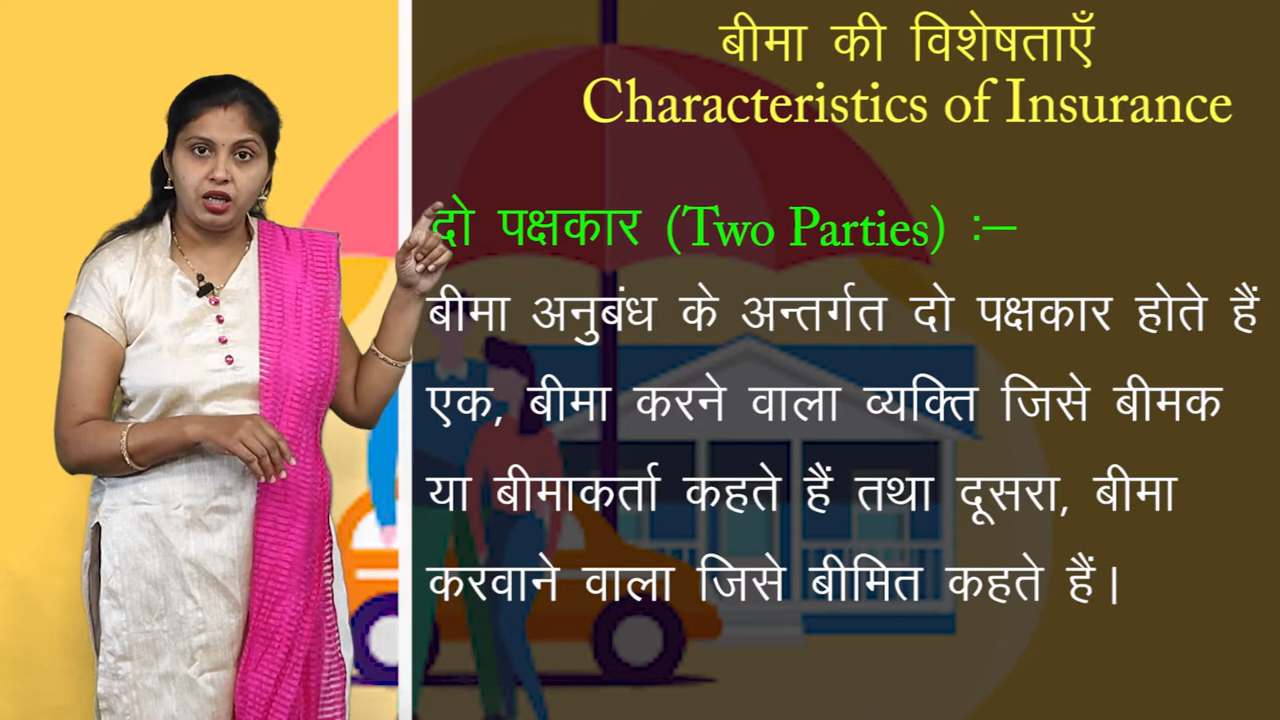 बीमा की विशेषताएँ
Characteristics of Insurance
दो पक्षकार (Two Parties) :–
बीमा अनुबंध के अन्तर्गत दो पक्षकार होते हैं
एक, बीमा करने वाला व्यक्ति जिसे बीमक
या बीमाकर्ता कहते हैं तथा दूसरा, बीमा
करवाने वाला जिसे बीमित कहते हैं।